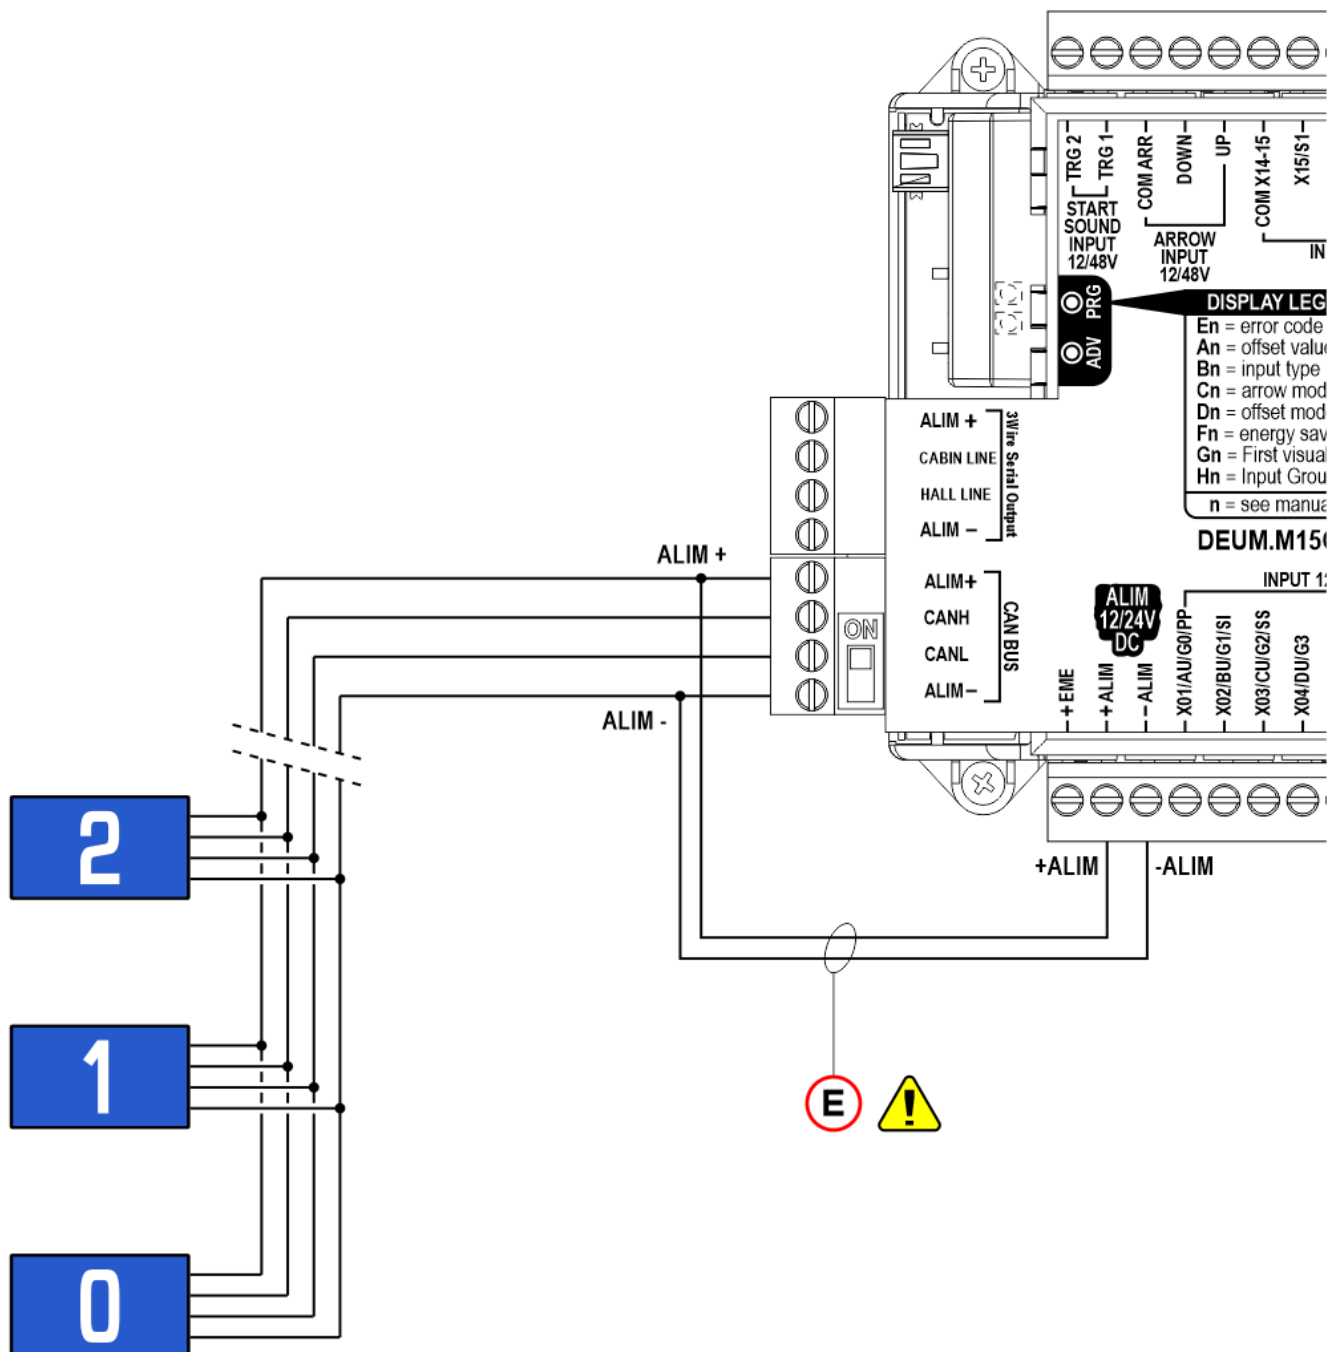 TRG 2
TRG 1
COM ARR
DOWN
UP
COM X14-15
X15/S1
START
SOUND
INPUT
12/48V
ARROW
INPUT
12/48V
IN
PRG
ADV
DISPLAY LEG
En = error code
An = offset valu
Bn = input type
Cn = arrow mod
Dn = offset mod
Fn = energy sav
Gn = First visual
Hn = Input Grou
n = see manua
DEUM.M15
ALIM +
CABIN LINE
HALL LINE
ALIM -
3Wire Serial Output
ALIM +
ALIM+
CANH
CANL
ALIM-
CAN BUS
ON
ALIM -
INPUT 12
ALIM
12/24V
DC
+ EME
+ ALIM
- ALIM
X01/AU/G0/PP
X02/BU/G1/SI
X03/CU/G2/SS
X04/DU/G3
+ALIM
-ALIM
E
!
2
1
0